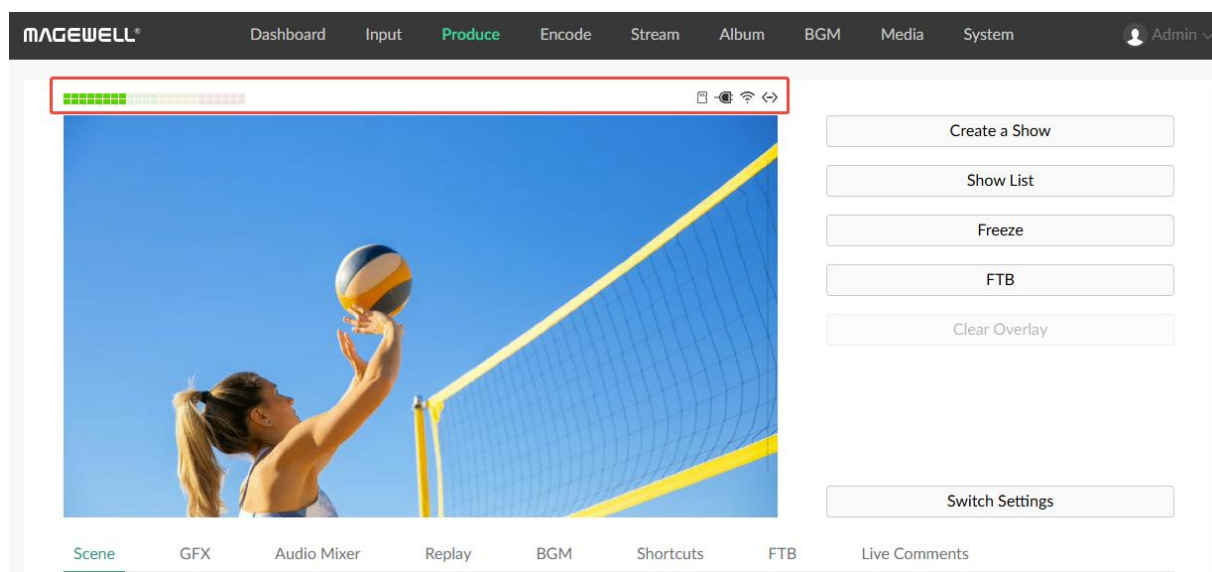 MAGEWELL® Dashboard Input Produce Encode Stream Album BGM Media System Admin
Create a Show
Show List
Freeze
FTB
Clear Overlay
Switch Settings
Scene GFX Audio Mixer Replay BGM Shortcuts FTB Live Comments